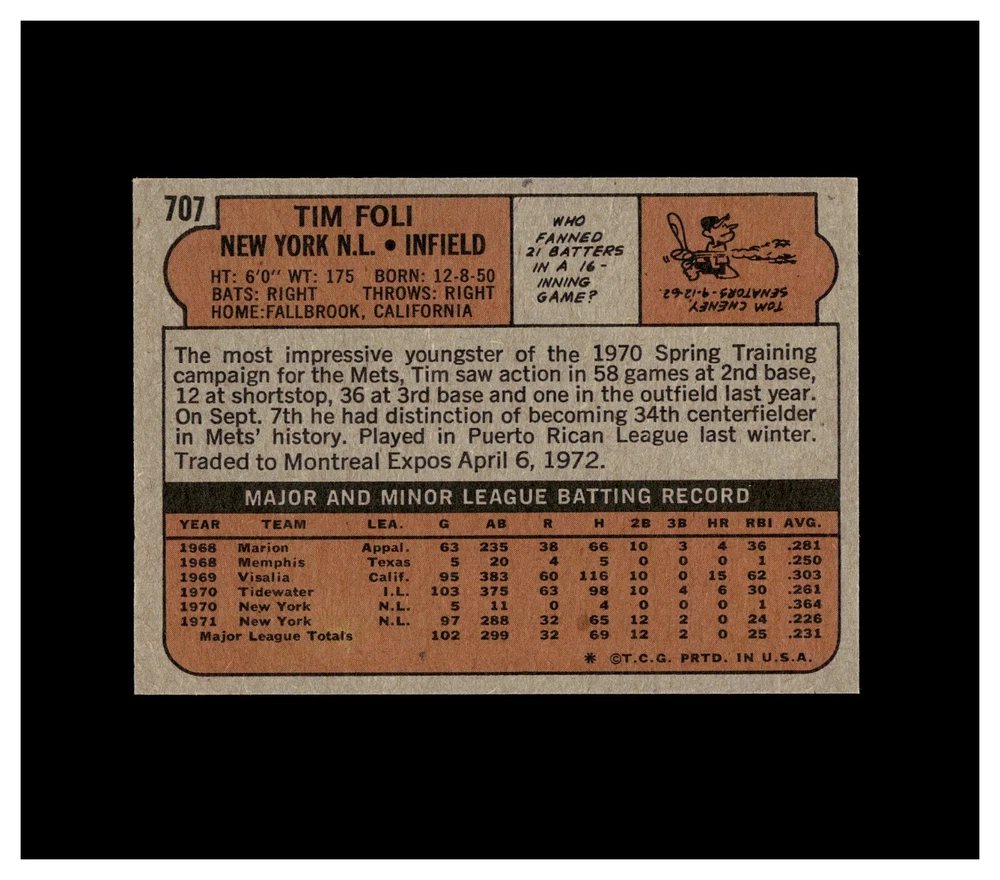 707
TIM FOLI
NEW YORK N.L. • INFIELD
HT: 6'0" WT: 175 BORN: 12-8-50
BATS: RIGHT THROWS: RIGHT
HOME:FALLBROOK, CALIFORNIA
WHO
FANNED
21 BATTERS
IN A 16-
INNING
GAME?
TOM CHENEY,
SENATORS-9-12-62.
The most impressive youngster of the 1970 Spring Training
campaign for the Mets, Tim saw action in 58 games at 2nd base,
12 at shortstop, 36 at 3rd base and one in the outfield last year.
On Sept. 7th he had distinction of becoming 34th centerfielder
in Mets' history. Played in Puerto Rican League last winter.
Traded to Montreal Expos April 6, 1972.
MAJOR AND MINOR LEAGUE BATTING RECORD
YEAR TEAM LEA. G AB R H 2B 3B HR RBI AVG.
1968 Marion Appal. 63 235 38 66 10 3 4 36 .281
1968 Memphis Texas 5 20 4 5 0 0 0 1 .250
1969 Visalia Calif. 95 383 60 116 10 0 15 62 .303
1970 Tidewater I.L. 103 375 63 98 10 4 6 30 .261
1970 New York N.L. 5 11 0 4 0 0 0 1 .364
1971 New York N.L. 97 288 32 65 12 2 0 24 .226
Major League Totals 102 299 32 69 12 2 0 25 .231
* ©T.C.G. PRTD. IN U.S.A.